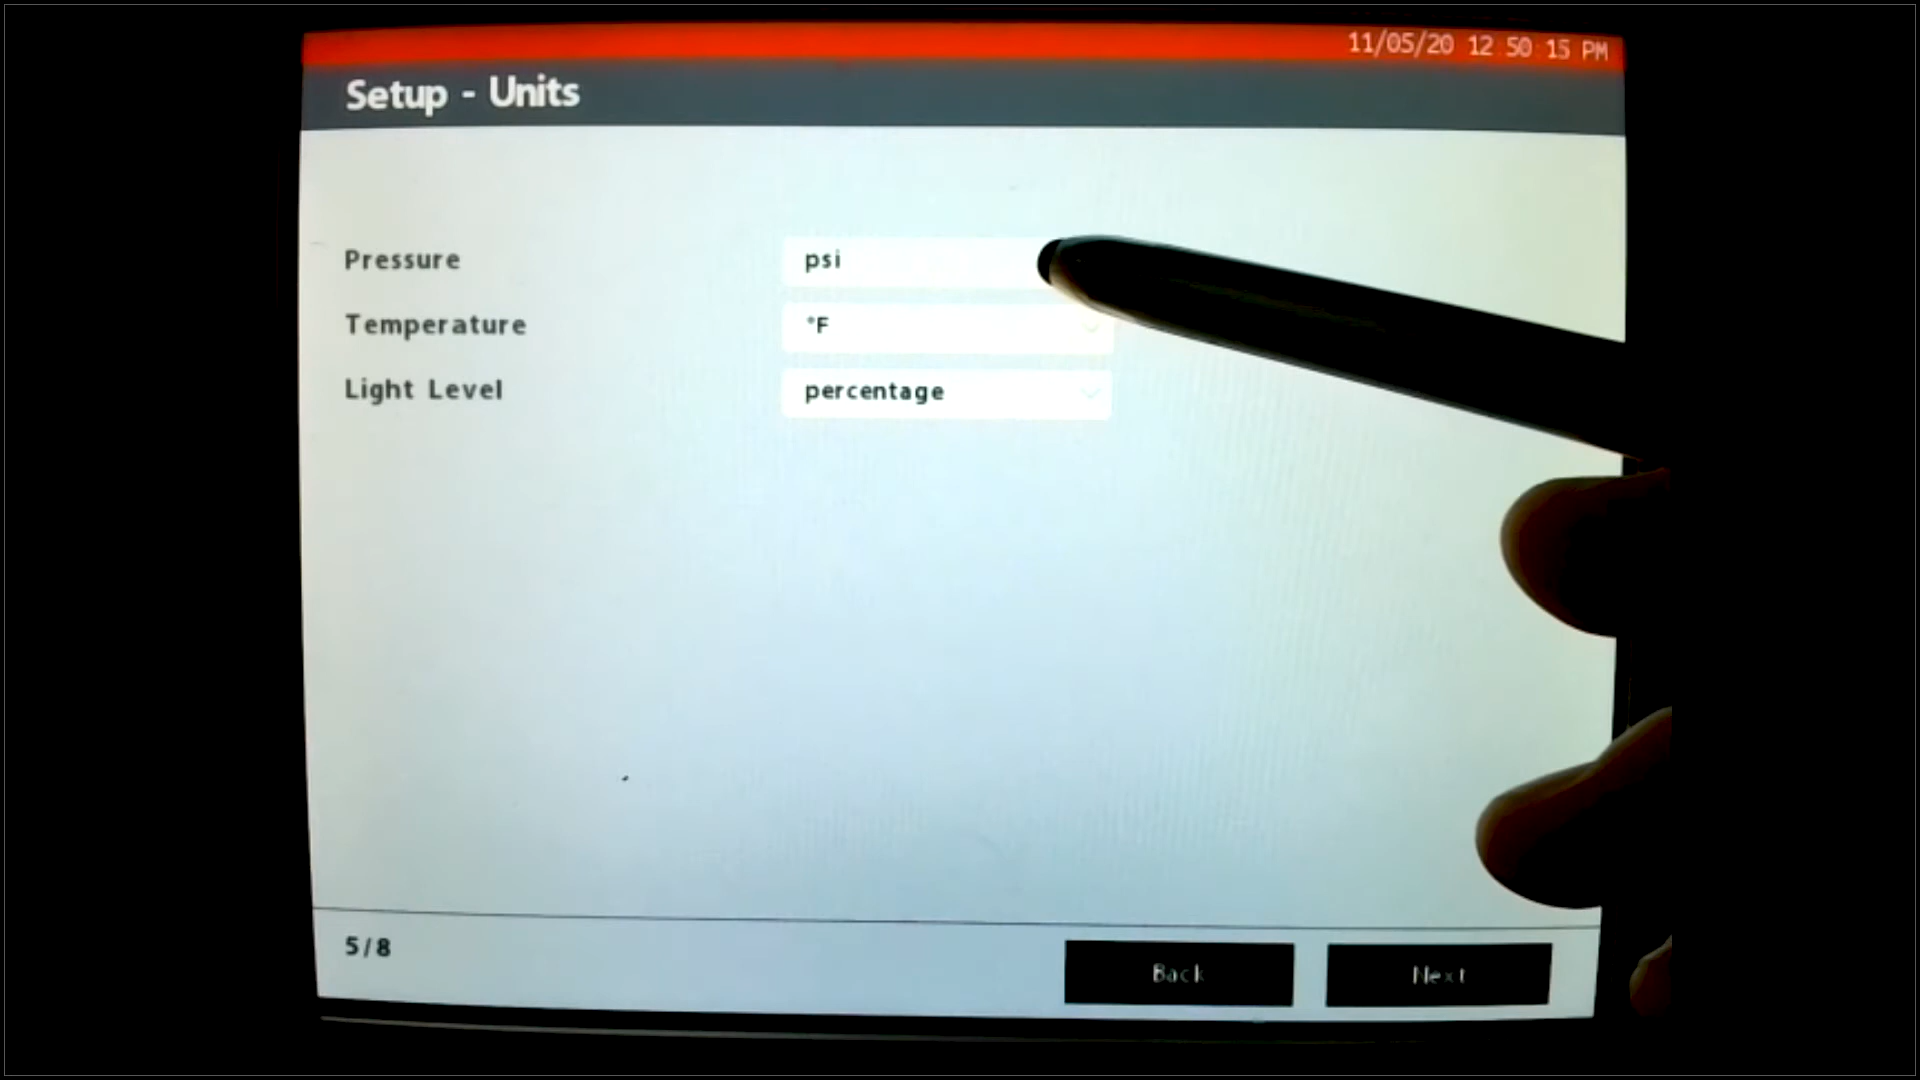 11/05/20 12 50 15 PM
Setup - Units
Pressure psi
Temperature °F
Light Level percentage
5/8
Back Next